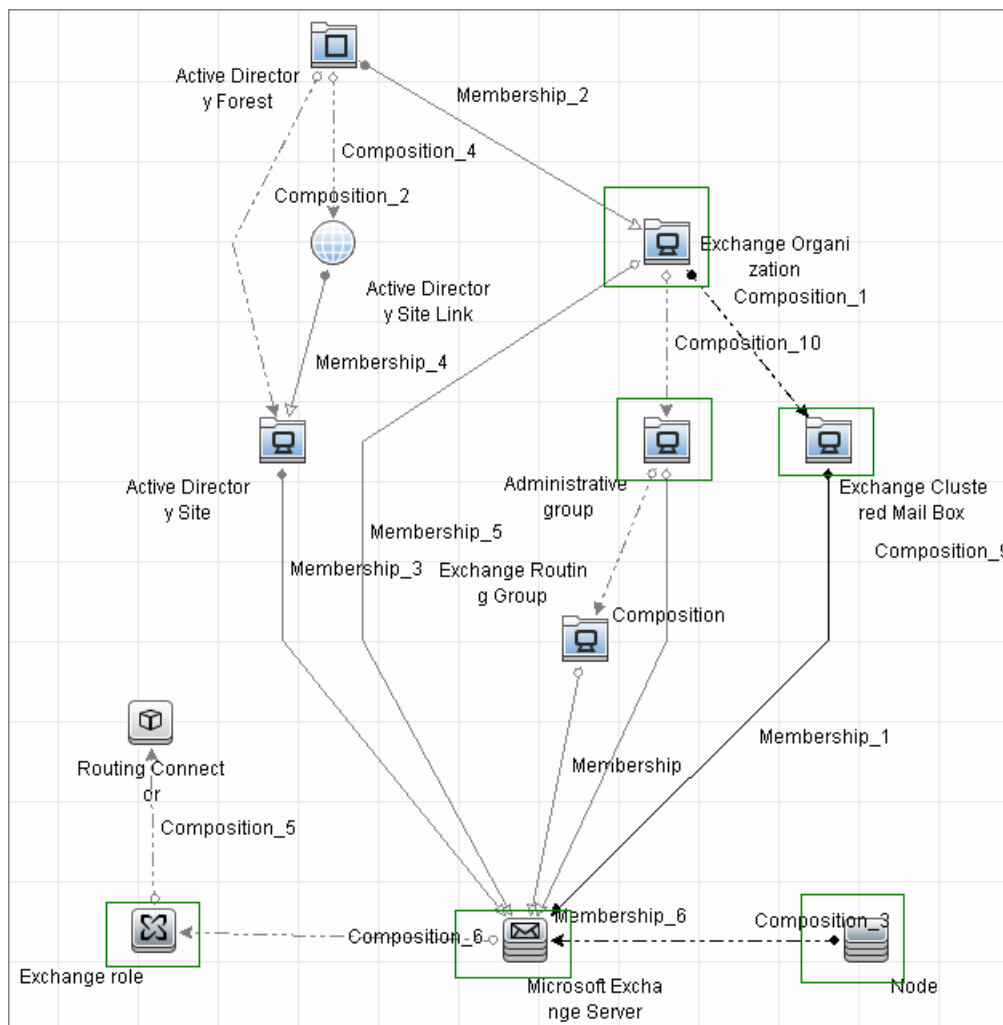 Active Director
y Forest
Membership_2
Composition_4
Composition_2
Exchange Organi
zation
Active Director
y Site Link
Composition_1
Composition_10
Membership_4
Active Director
y Site
Administrative
group
Exchange Cluste
red Mail Box
Membership_5
Composition_9
Membership_3
Exchange Routin
g Group
Composition
Membership_1
Routing Connect
or
Membership
Composition_5
Membership_6
Composition_3
Composition_6
Exchange role
Microsoft Excha
nge Server
Node